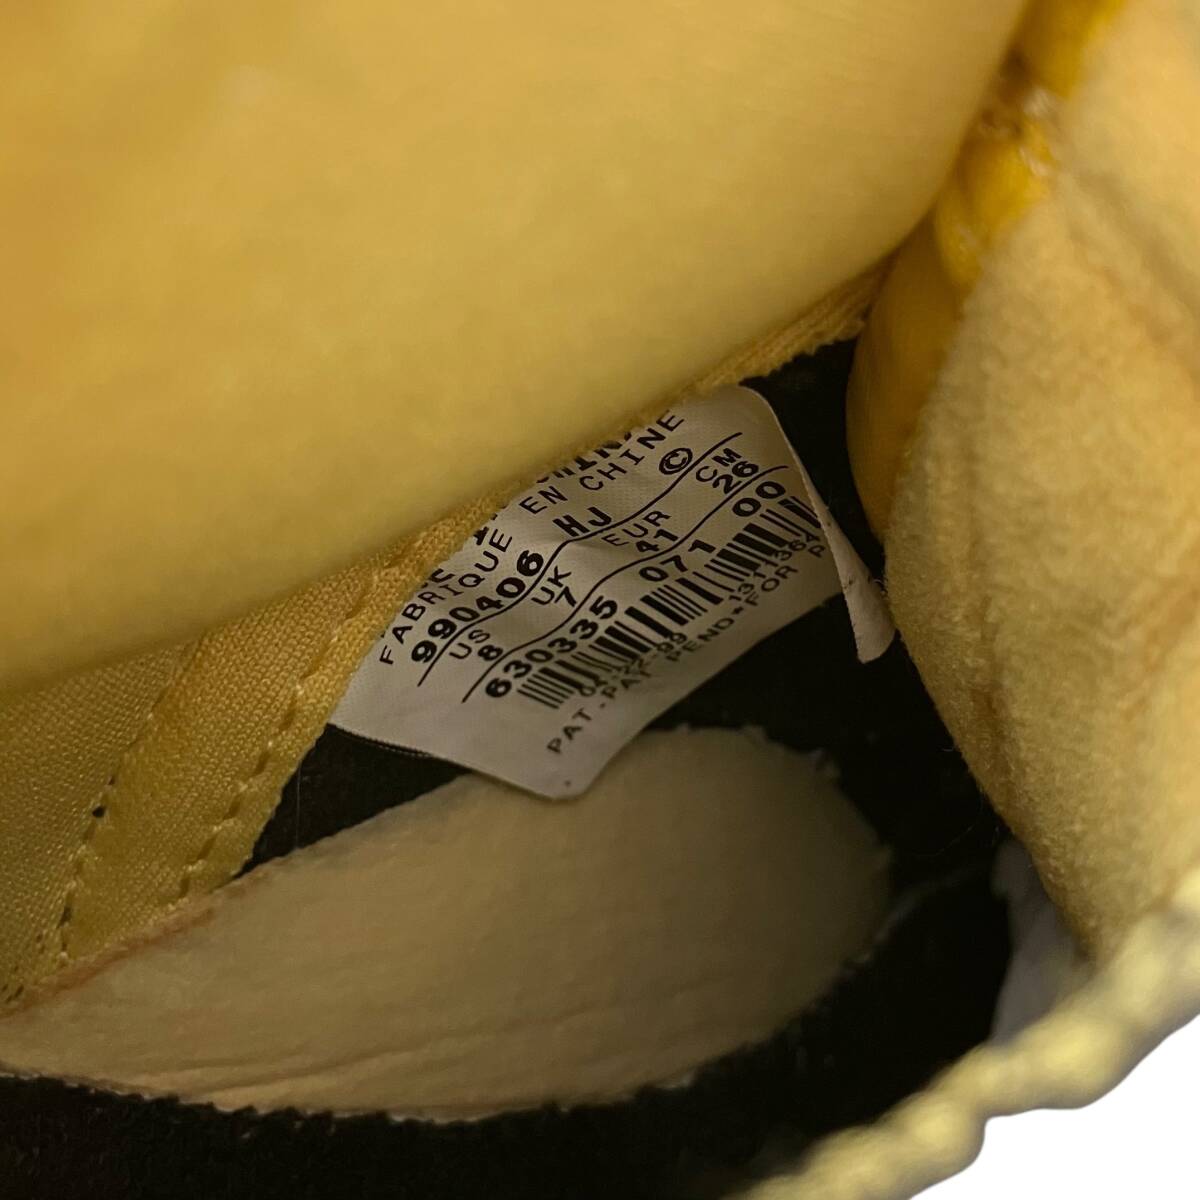 FABRIQUE EN CHINE
990406 HJ ©
US UK EUR CM
8 7 41 26
630335 071 00
PAT.-PAT PEND*FOR P